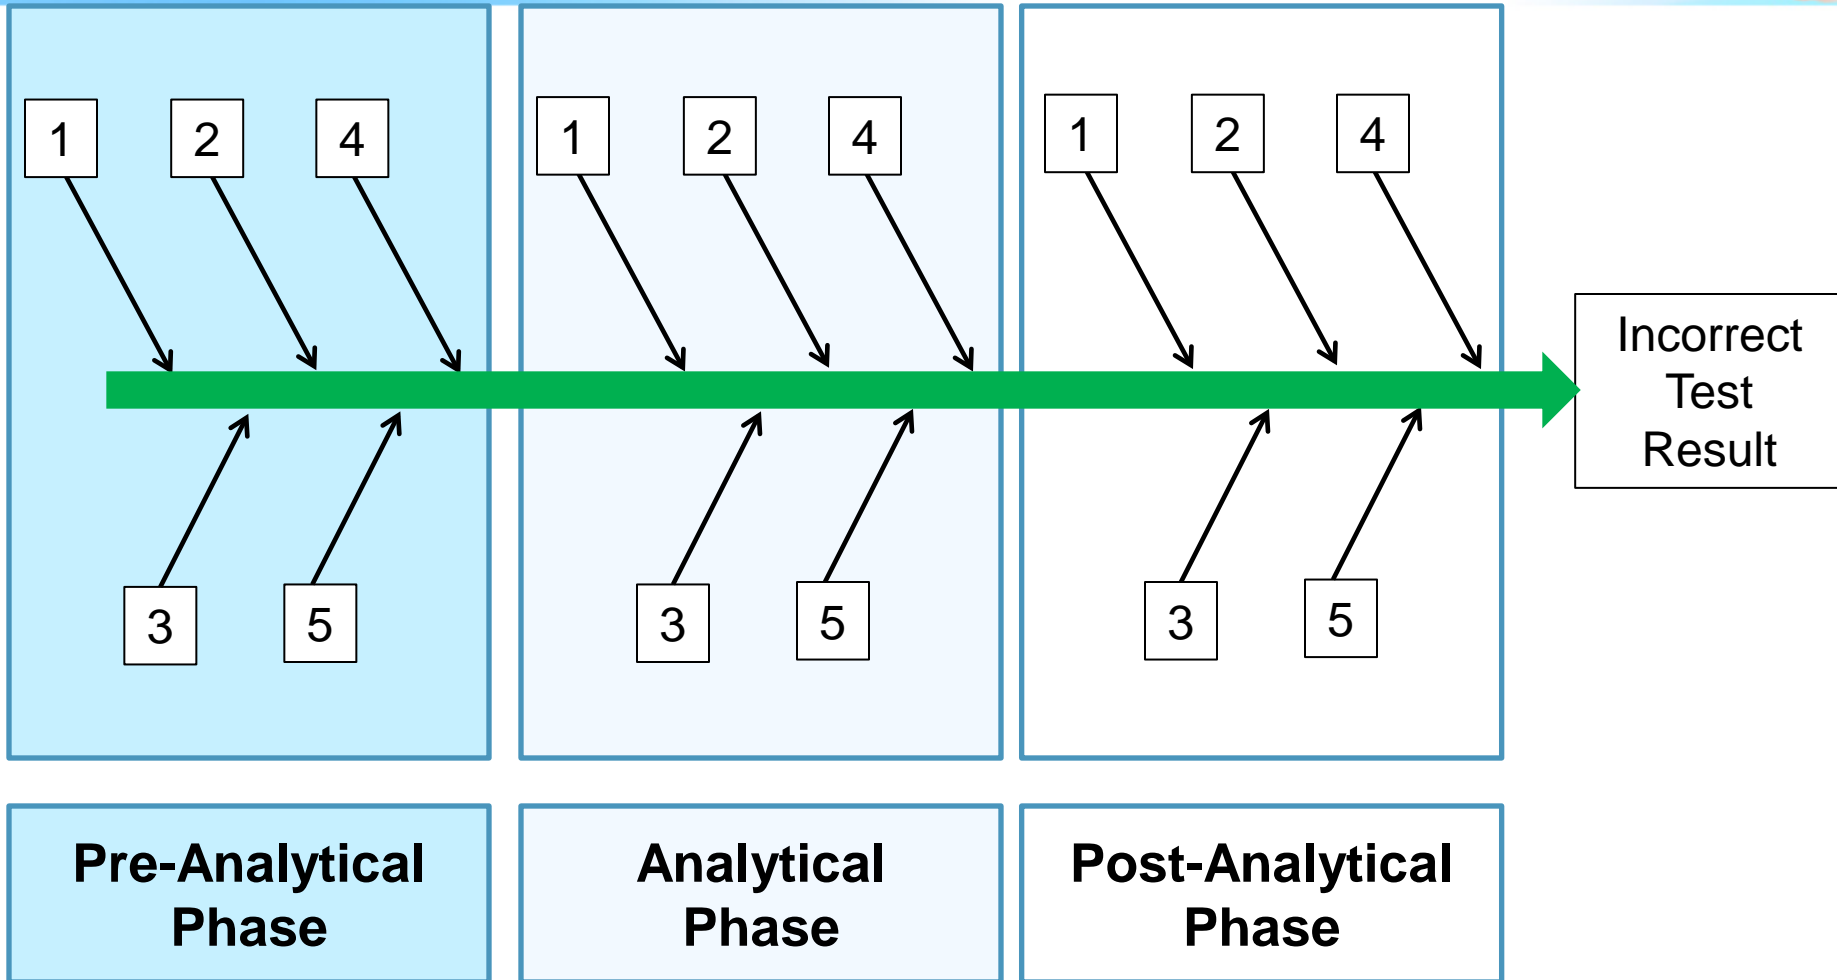 1 2 4
3 5
1 2 4
3 5
1 2 4
3 5
Incorrect
Test
Result
Pre-Analytical
Phase
Analytical
Phase
Post-Analytical
Phase